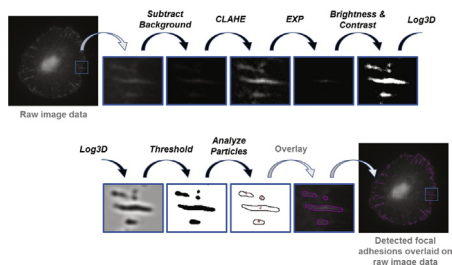 Subtract
Background
CLAHE
EXP
Brightness &
Contrast
Log3D
Raw image data
Log3D
Threshold
Analyze
Particles
Overlay
Detected focal
adhesions overlaid on
raw image data